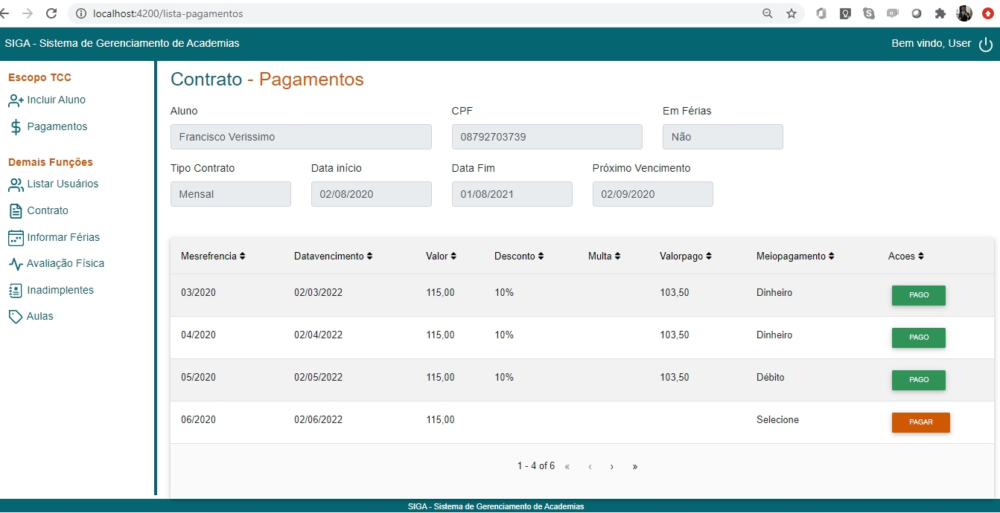 localhost:4200/lista-pagamentos
SIGA - Sistema de Gerenciamento de Academias
Bem vindo, User
Escopo TCC
Incluir Aluno
Pagamentos
Demais Funções
Listar Usuários
Contrato
Informar Férias
Avaliação Física
Inadimplentes
Aulas
Contrato - Pagamentos
Aluno CPF Em Férias
Francisco Verissimo 08792703739 Não
Tipo Contrato Data início Data Fim Próximo Vencimento
Mensal 02/08/2020 01/08/2021 02/09/2020
Mesrefrencia Datavencimento Valor Desconto Multa Valorpago Meiopagamento Acoes
03/2020 02/03/2022 115,00 10% 103,50 Dinheiro PAGO
04/2020 02/04/2022 115,00 10% 103,50 Dinheiro PAGO
05/2020 02/05/2022 115,00 10% 103,50 Débito PAGO
06/2020 02/06/2022 115,00 Selecione PAGAR
1 - 4 of 6 « ‹ › »
SIGA - Sistema de Gerenciamento de Academias